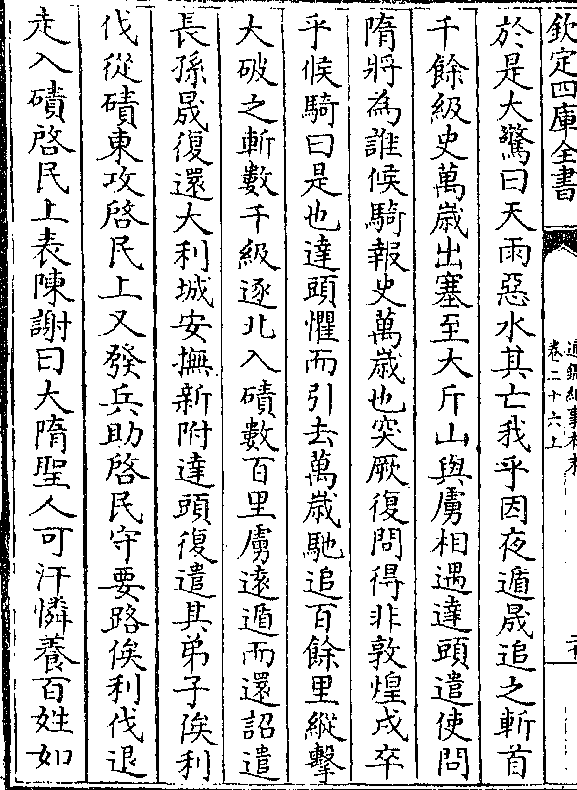 欽定四庫全書
卷二十六上
於是大驚曰天雨惡水其亡我乎因夜遁晟追之斬首
千餘級史萬歲出塞至大斤山與虜相遇達頭遣使問
隋將為誰候騎報史萬歲也突厥復問得非敦煌戍卒
乎候騎曰是也達頭懼而引去萬歲馳追百餘里縱擊
大破之斬數千級逐北入磧數百里虜遠遁而還詔遣
長孫晟復還大利城安撫新附達頭復遣其弟子俟利
伐從磧東攻啓民上又發兵助啓民守要路俟利伐退
走入磧啓民上表陳謝曰大隋聖人可汗憐養百姓如